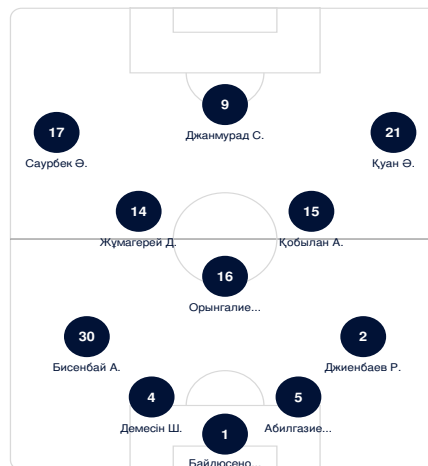 9
Джанмурад С.
17
Саурбек Ә.
21
Қуан Ә.
14
Жұмагерей Д.
15
Қобылан А.
16
Орынгалие...
30
Бисенбай А.
2
Джиенбаев Р.
4
Демесін Ш.
5
Абилгазие...
1
Байдюсено...